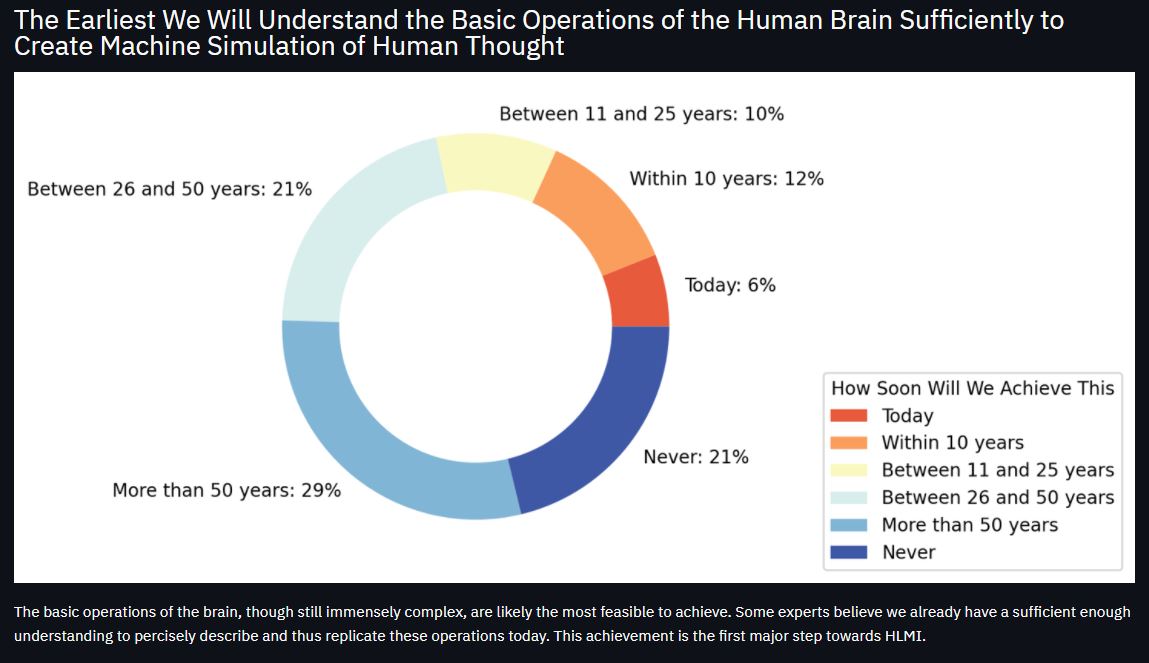 The Earliest We Will Understand the Basic Operations of the Human Brain Sufficiently to
Create Machine Simulation of Human Thought
Between 11 and 25 years: 10%
Within 10 years: 12%
Between 26 and 50 years: 21%
Today: 6%
Never: 21%
More than 50 years: 29%
How Soon Will We Achieve This
Today
Within 10 years
Between 11 and 25 years
Between 26 and 50 years
More than 50 years
Never
The basic operations of the brain, though still immensely complex, are likely the most feasible to achieve. Some experts believe we already have a sufficient enough
understanding to percisely describe and thus replicate these operations today. This achievement is the first major step towards HLMI.